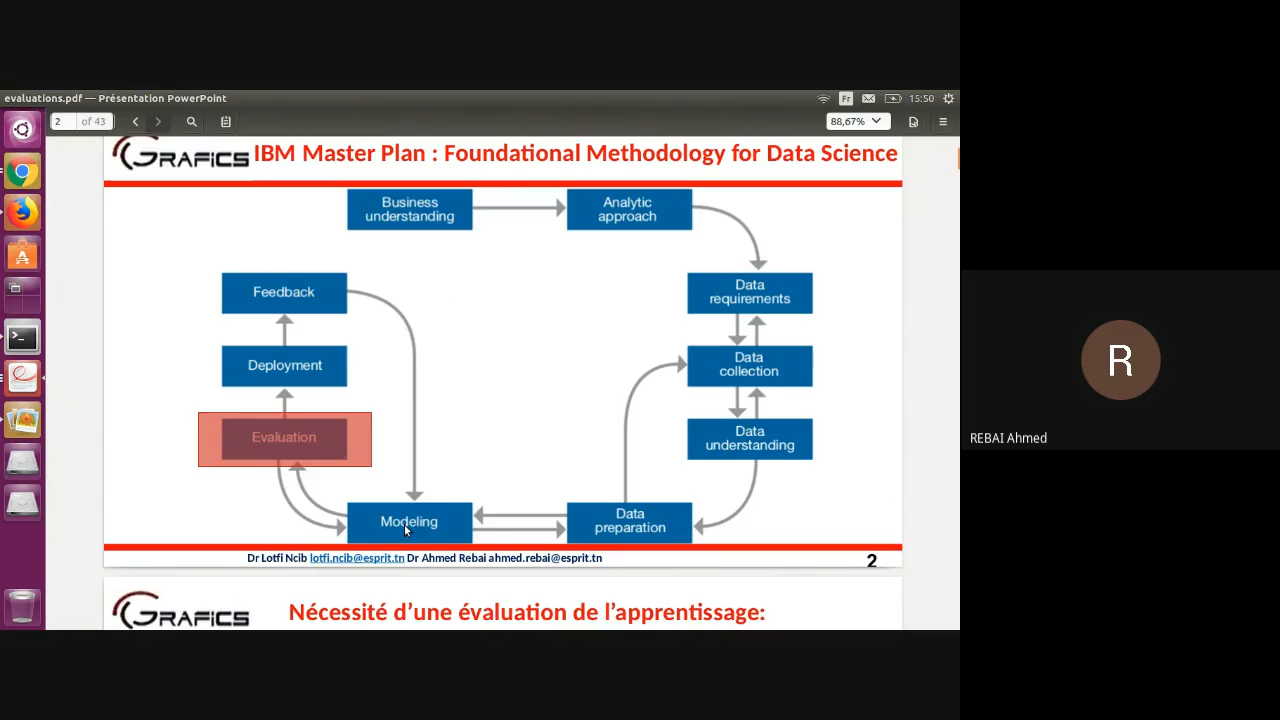 evaluations.pdf — Présentation PowerPoint
Fr
15:50
2
of 43
88,67%
GRAFICS
IBM Master Plan : Foundational Methodology for Data Science
Business
understanding
Analytic
approach
Feedback
Data
requirements
Deployment
Data
collection
Evaluation
Data
understanding
Modeling
Data
preparation
Dr Lotfi Ncib lotfi.ncib@esprit.tn Dr Ahmed Rebai ahmed.rebai@esprit.tn
2
GRAFICS
Nécessité d’une évaluation de l’apprentissage:
R
REBAI Ahmed